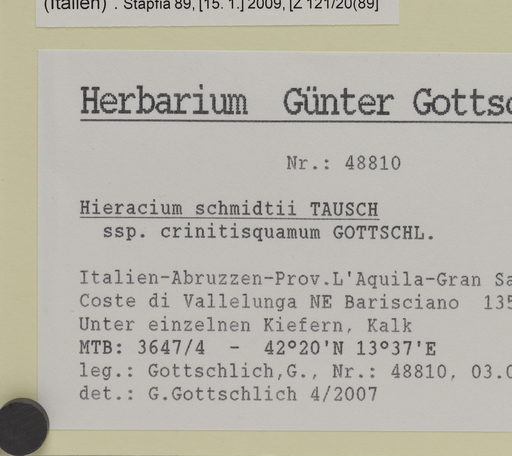 (Italien)". Stapfia 89, [15. 1.] 2009, [Z 121/20(89]
Herbarium Günter Gottsc
Nr.: 48810
Hieracium schmidtii TAUSCH
ssp. crinitisquamum GOTTSCHL.
Italien-Abruzzen-Prov.L'Aquila-Gran Sa
Coste di Vallelunga NE Barisciano 135
Unter einzelnen Kiefern, Kalk
MTB: 3647/4 - 42°20'N 13°37'E
leg.: Gottschlich,G., Nr.: 48810, 03.0
det.: G.Gottschlich 4/2007